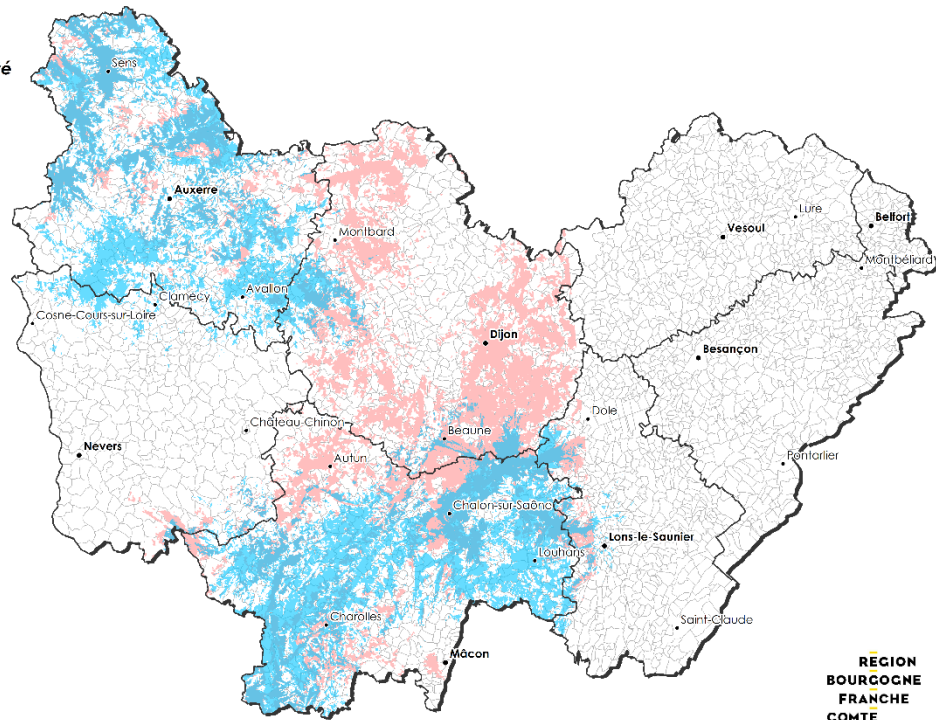 Sens
Auxerre
Montbard
Lure
Vesoul
Belfort
Montbéliard
Avallon
Clamecy
Cosne-Cours-sur-Loire
Dijon
Besançon
Dole
Château-Chinon
Beaune
Nevers
Autun
Pontarlier
Chalon-sur-Saône
Lons-le-Saunier
Louhans
Charolles
Saint-Claude
Mâcon
REGION
BOURGOGNE
FRANCHE
COMTE